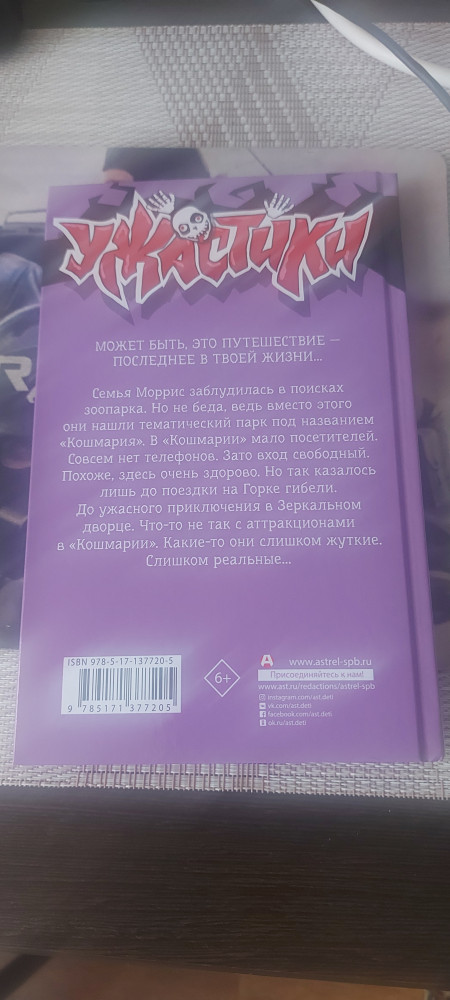 УЖАСТИКИ
МОЖЕТ БЫТЬ, ЭТО ПУТЕШЕСТВИЕ —
ПОСЛЕДНЕЕ В ТВОЕЙ ЖИЗНИ...
Семья Моррис заблудилась в поисках
зоопарка. Но не беда, ведь вместо этого
они нашли тематический парк под названием
«Кошмария». В «Кошмарии» мало посетителей.
Совсем нет телефонов. Зато вход свободный.
Похоже, здесь очень здорово. Но так казалось
лишь до поездки на Горке гибели.
До ужасного приключения в Зеркальном
дворце. Что-то не так с аттракционами
в «Кошмарии». Какие-то они слишком жуткие.
Слишком реальные...
ISBN 978-5-17-137720-5
9 785171 377205
6+
www.astrel-spb.ru
Присоединяйтесь к нам!
www.ast.ru/redactions/astrel-spb
instagram.com/ast.deti
vk.com/ast.deti
facebook.com/ast.deti
ok.ru/ast.deti